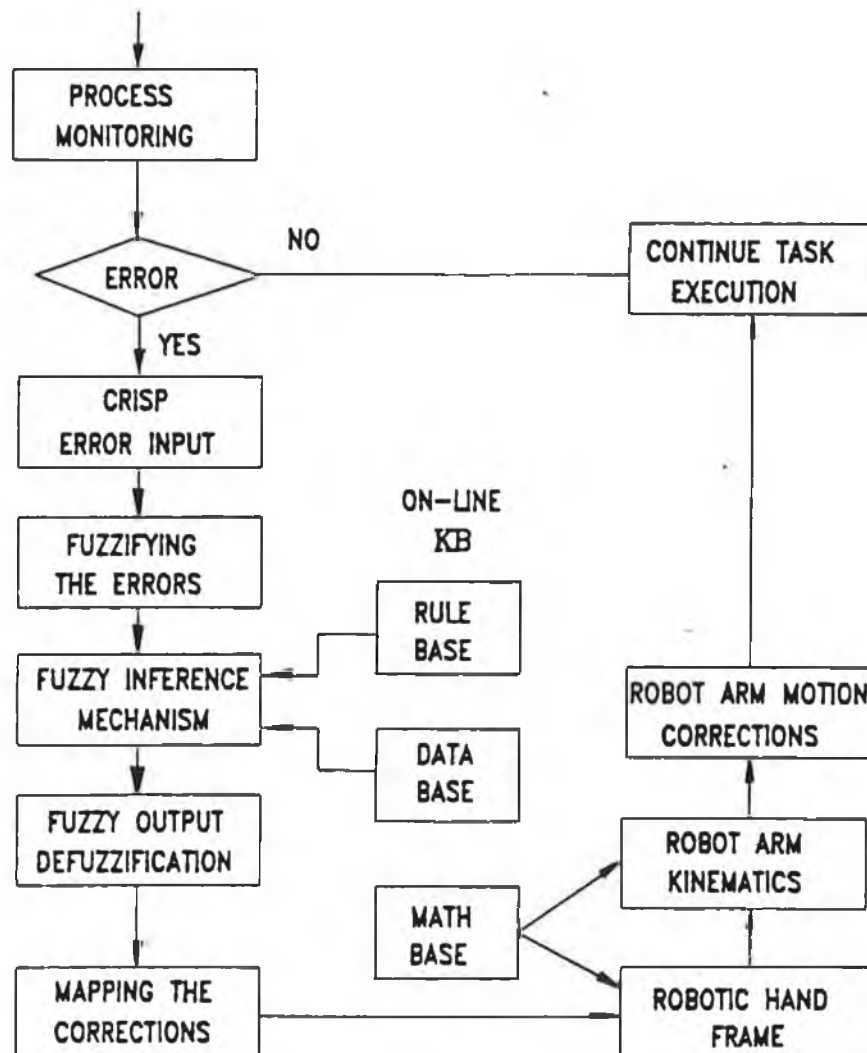 PROCESS
MONITORING
ERROR
NO
YES
CONTINUE TASK
EXECUTION
CRISP
ERROR INPUT
FUZZIFYING
THE ERRORS
ON-LINE
KB
RULE
BASE
FUZZY INFERENCE
MECHANISM
DATA
BASE
ROBOT ARM MOTION
CORRECTIONS
FUZZY OUTPUT
DEFUZZIFICATION
MATH
BASE
ROBOT ARM
KINEMATICS
MAPPING THE
CORRECTIONS
ROBOTIC HAND
FRAME